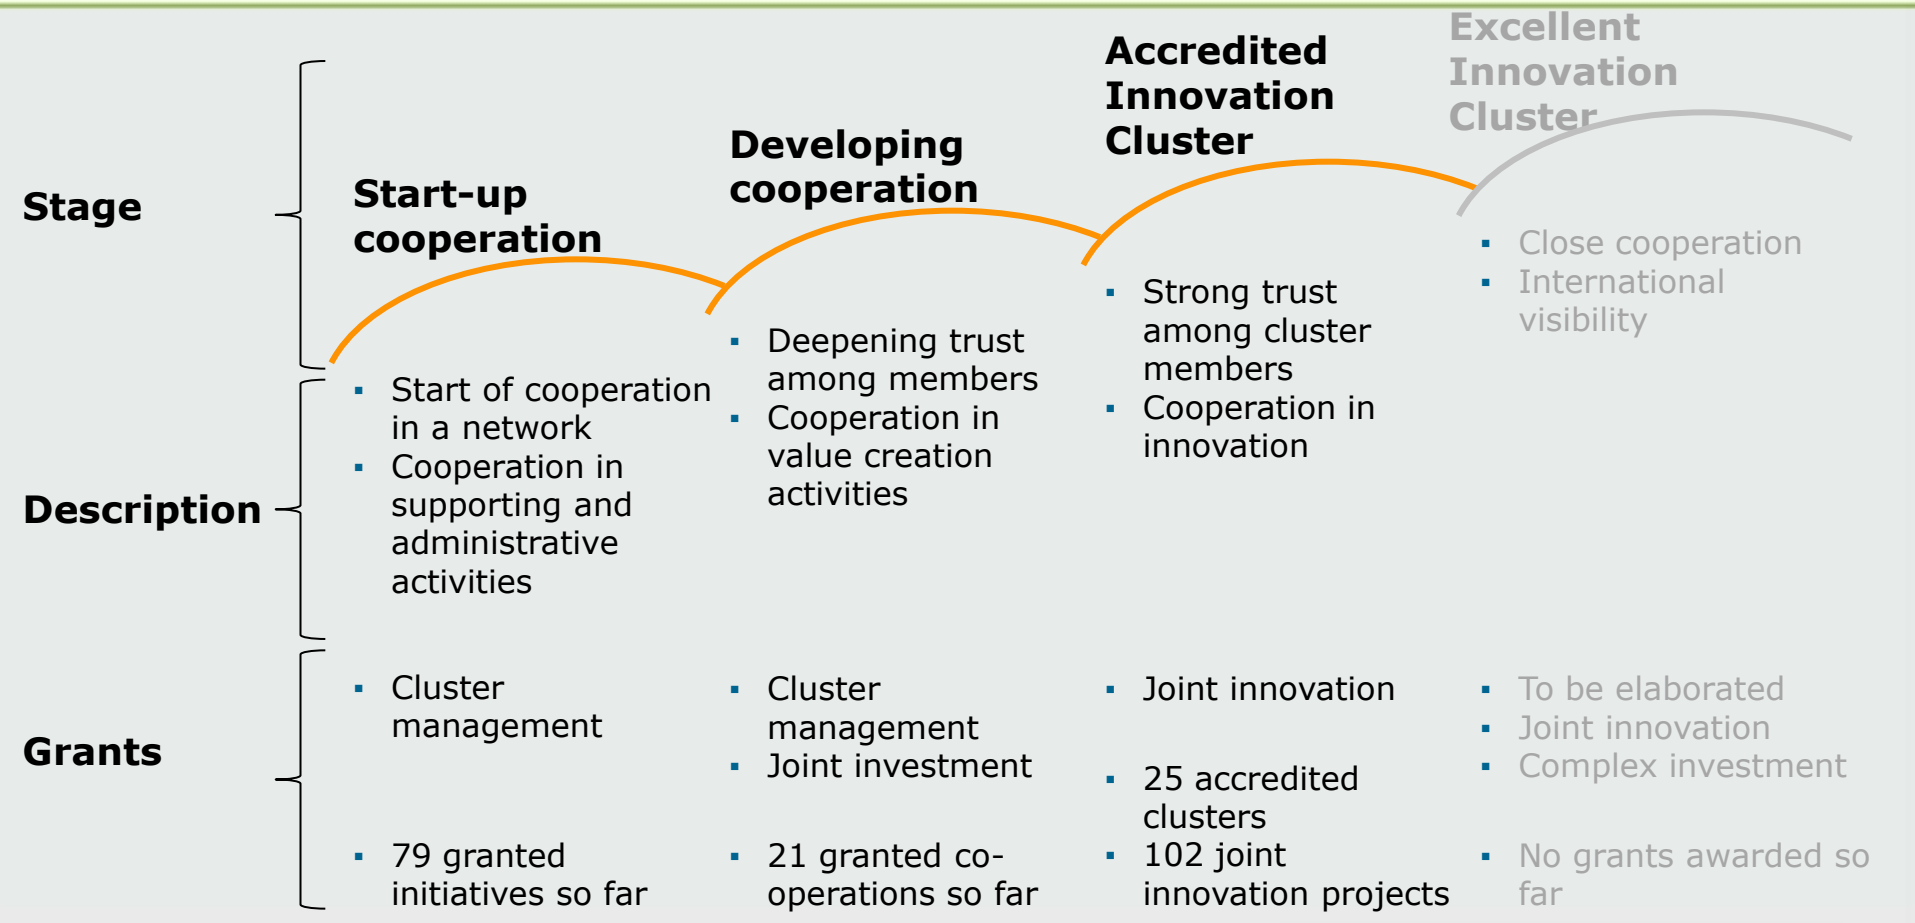 Stage
Start-up
cooperation
Developing
cooperation
Accredited
Innovation
Cluster
Excellent
Innovation
Cluster
Description
▪ Start of cooperation
in a network
▪ Cooperation in
supporting and
administrative
activities
▪ Deepening trust
among members
▪ Cooperation in
value creation
activities
▪ Strong trust
among cluster
members
▪ Cooperation in
innovation
▪ Close cooperation
▪ International
visibility
Grants
▪ Cluster
management
▪ 79 granted
initiatives so far
▪ Cluster
management
▪ Joint investment
▪ 21 granted co-
operations so far
▪ Joint innovation
▪ 25 accredited
clusters
▪ 102 joint
innovation projects
▪ To be elaborated
▪ Joint innovation
▪ Complex investment
▪ No grants awarded so
far